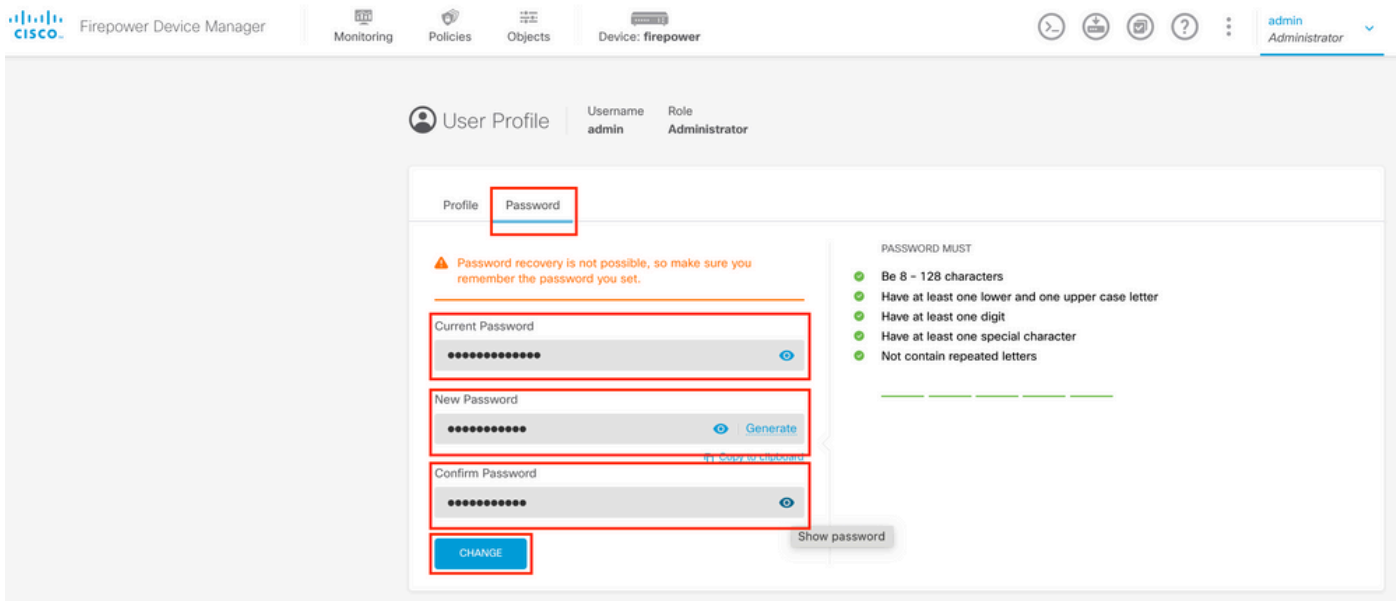 CISCO
Firepower Device Manager
Monitoring
Policies
Objects
Device: firepower
admin
Administrator
User Profile
Username
admin
Role
Administrator
Profile
Password
Password recovery is not possible, so make sure you
remember the password you set.
Current Password
•••••••••••••
New Password
•••••••••••
Generate
Copy to clipboard
Confirm Password
•••••••••••
Show password
CHANGE
PASSWORD MUST
Be 8 - 128 characters
Have at least one lower and one upper case letter
Have at least one digit
Have at least one special character
Not contain repeated letters